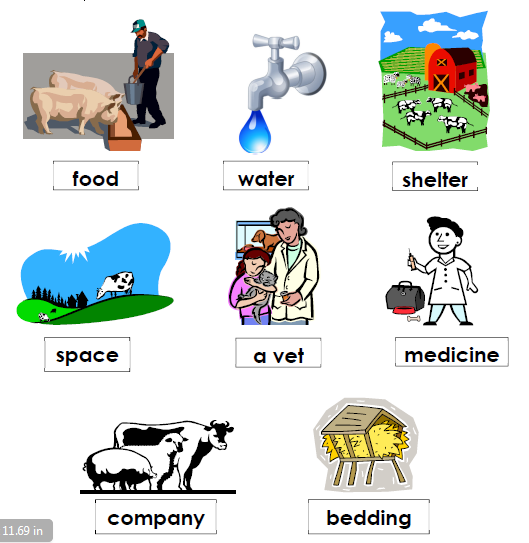 food
water
shelter
space
a vet
medicine
company
bedding
11.69 in